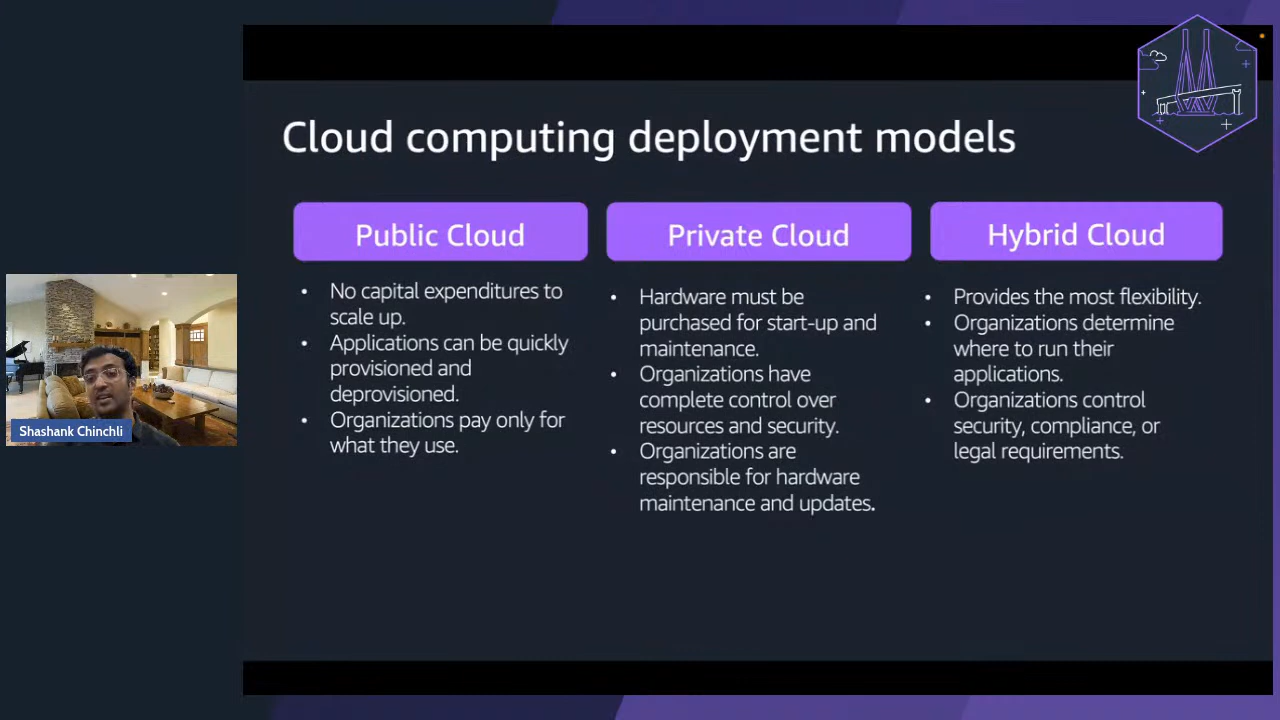 Cloud computing deployment models
Public Cloud
• No capital expenditures to
scale up.
• Applications can be quickly
provisioned and
deprovisioned.
• Organizations pay only for
what they use.
Private Cloud
• Hardware must be
purchased for start-up and
maintenance.
• Organizations have
complete control over
resources and security.
• Organizations are
responsible for hardware
maintenance and updates.
Hybrid Cloud
• Provides the most flexibility.
• Organizations determine
where to run their
applications.
• Organizations control
security, compliance, or
legal requirements.
Shashank Chinchli